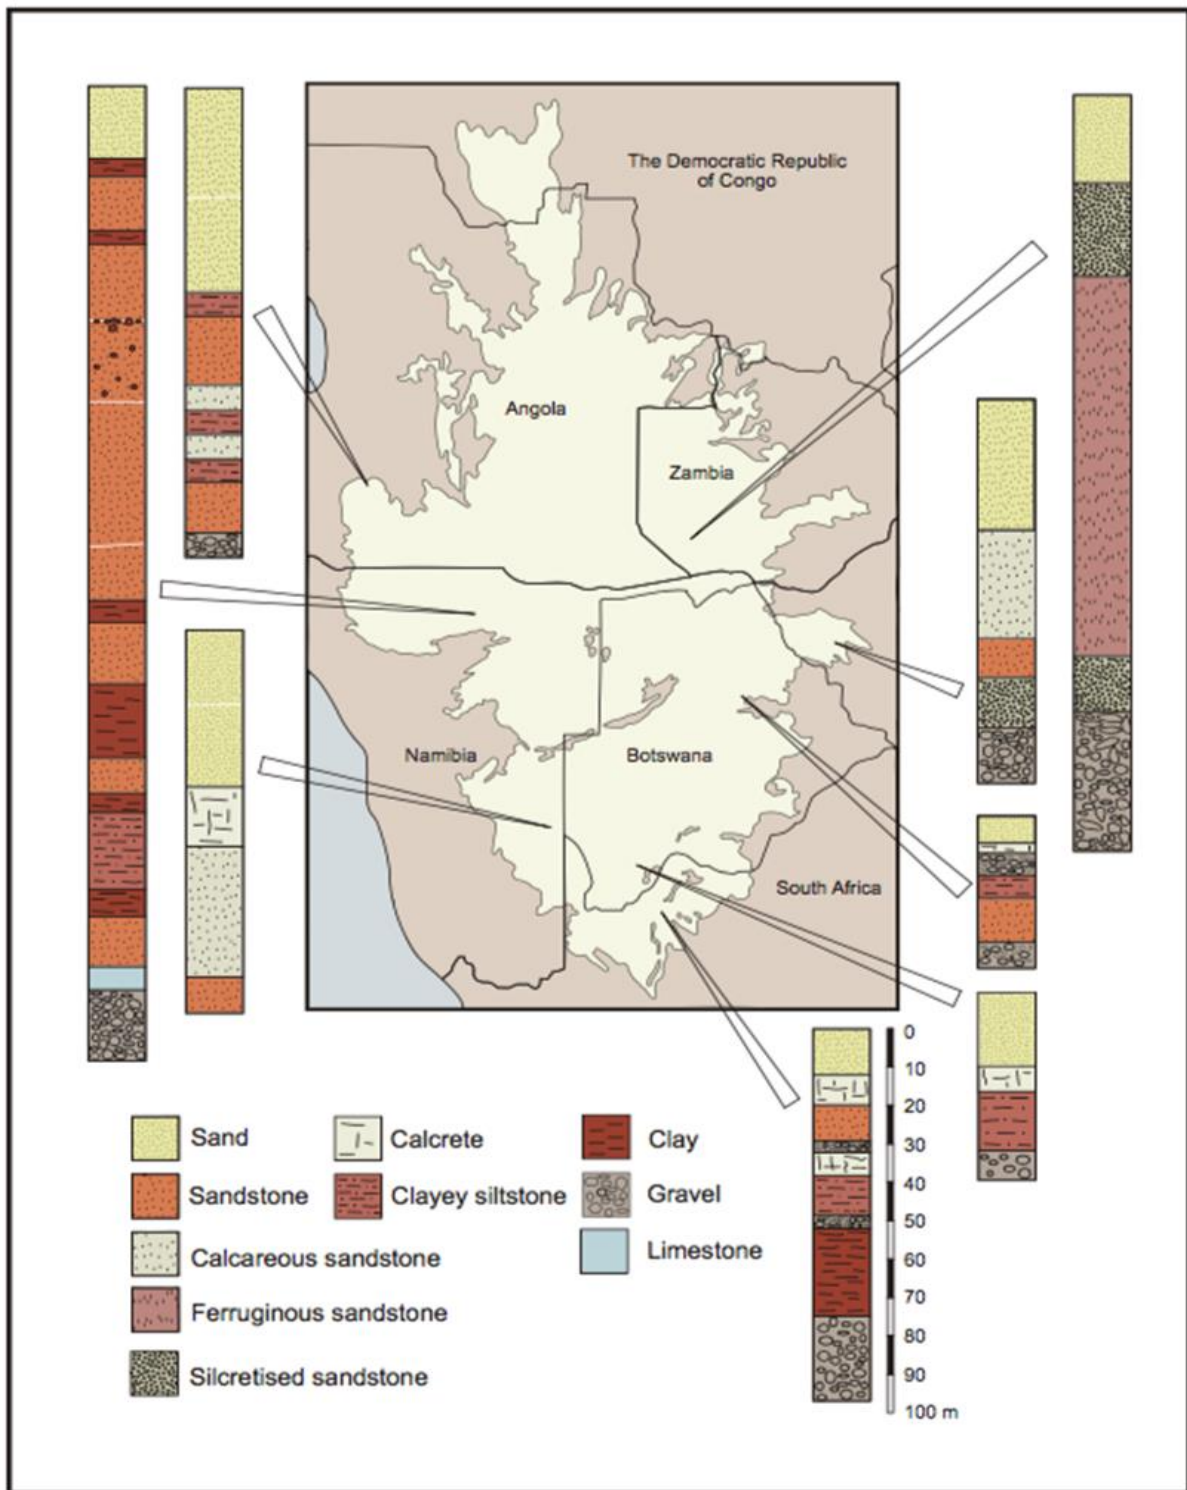 The Democratic Republic
of Congo
Angola
Zambia
Namibia
Botswana
South Africa
0
10
20
30
40
50
60
70
80
90
100 m
Sand
Calcrete
Clay
Sandstone
Clayey siltstone
Gravel
Calcareous sandstone
Limestone
Ferruginous sandstone
Silcretised sandstone